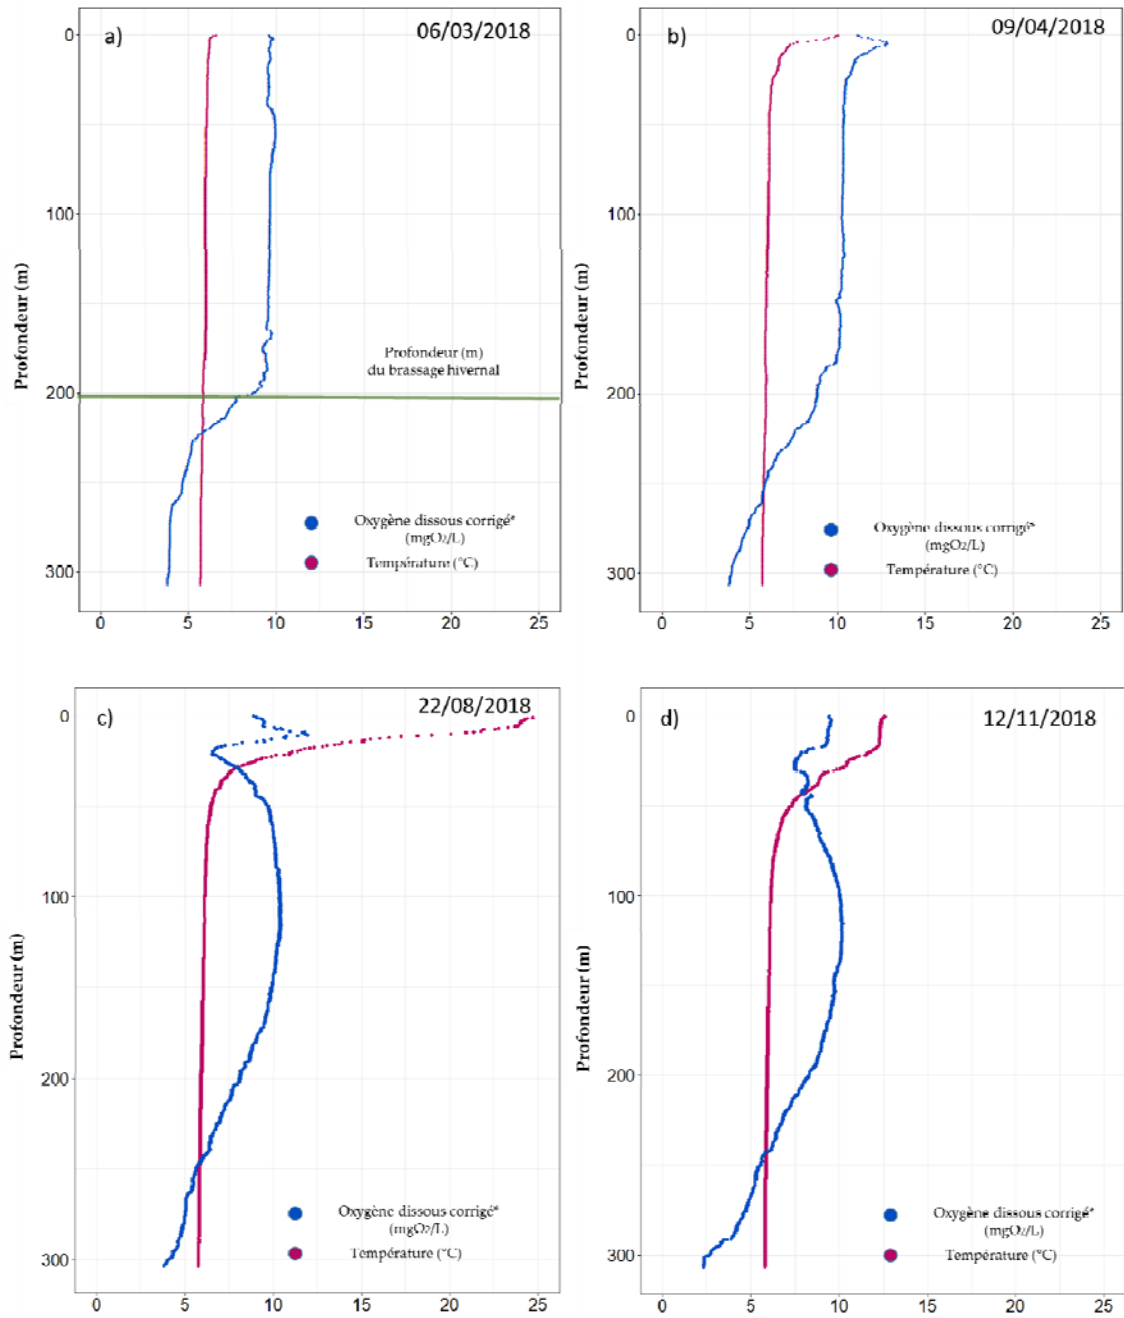 a)
06/03/2018
0
100
200
300
Profondeur (m)
Profondeur (m)
du brassage hivernal
Oxygène dissous corrigé*
(mgO2/L)
Température (°C)
0 5 10 15 20 25
b)
09/04/2018
0
100
200
300
Profondeur (m)
Oxygène dissous corrigé*
(mgO2/L)
Température (°C)
0 5 10 15 20 25
c)
22/08/2018
0
100
200
300
Profondeur (m)
Oxygène dissous corrigé*
(mgO2/L)
Température (°C)
0 5 10 15 20 25
d)
12/11/2018
0
100
200
300
Profondeur (m)
Oxygène dissous corrigé*
(mgO2/L)
Température (°C)
0 5 10 15 20 25